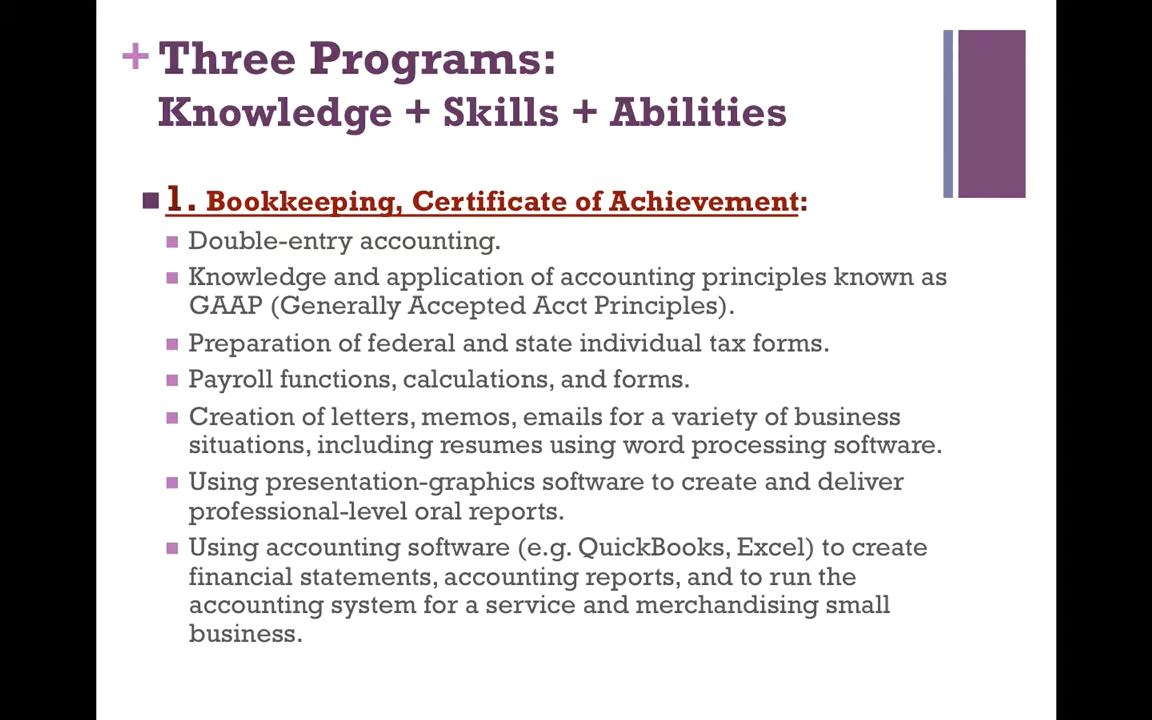 + Three Programs:
Knowledge + Skills + Abilities
1. Bookkeeping, Certificate of Achievement:
Double-entry accounting.
Knowledge and application of accounting principles known as
GAAP (Generally Accepted Acct Principles).
Preparation of federal and state individual tax forms.
Payroll functions, calculations, and forms.
Creation of letters, memos, emails for a variety of business
situations, including resumes using word processing software.
Using presentation-graphics software to create and deliver
professional-level oral reports.
Using accounting software (e.g. QuickBooks, Excel) to create
financial statements, accounting reports, and to run the
accounting system for a service and merchandising small
business.